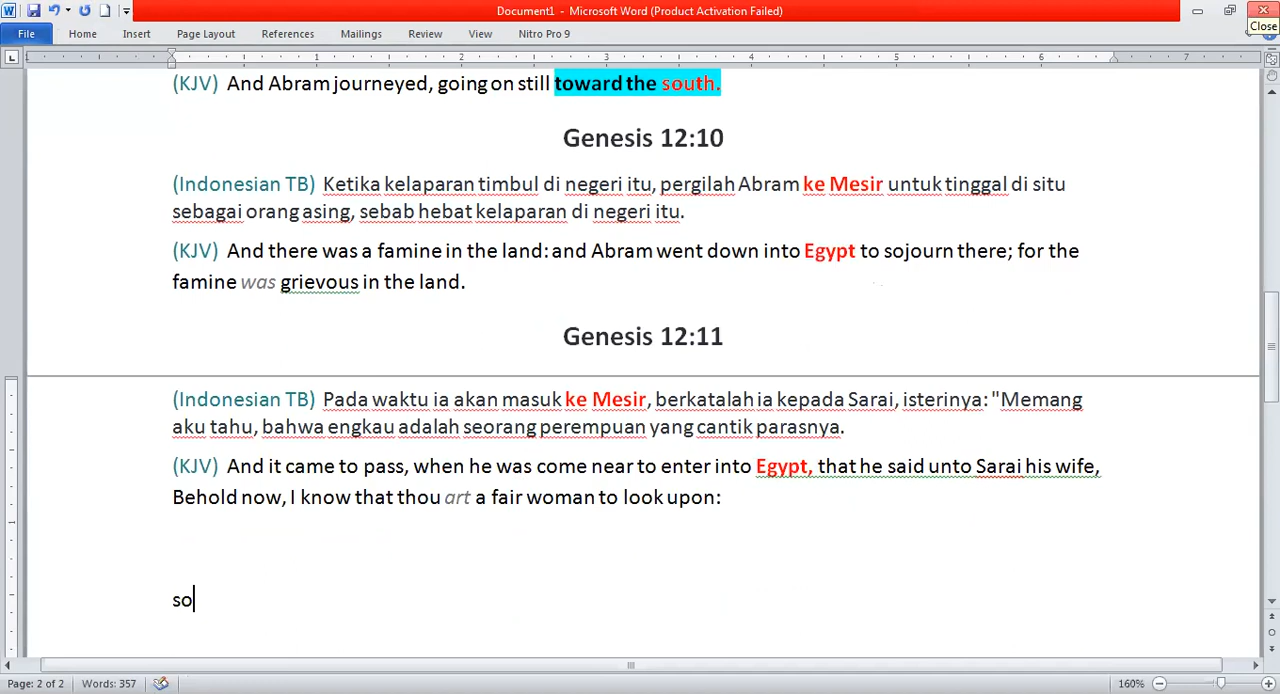 Document1 - Microsoft Word (Product Activation Failed)
Close
File Home Insert Page Layout References Mailings Review View Nitro Pro 9
1 2 3 4 5 6 7
(KJV) And Abram journeyed, going on still toward the south.
Genesis 12:10
(Indonesian TB) Ketika kelaparan timbul di negeri itu, pergilah Abram ke Mesir untuk tinggal di situ
sebagai orang asing, sebab hebat kelaparan di negeri itu.
(KJV) And there was a famine in the land: and Abram went down into Egypt to sojourn there; for the
famine was grievous in the land.
Genesis 12:11
(Indonesian TB) Pada waktu ia akan masuk ke Mesir, berkatalah ia kepada Sarai, isterinya: "Memang
aku tahu, bahwa engkau adalah seorang perempuan yang cantik parasnya.
(KJV) And it came to pass, when he was come near to enter into Egypt, that he said unto Sarai his wife,
Behold now, I know that thou art a fair woman to look upon:
so
Page: 2 of 2 Words: 357 160%